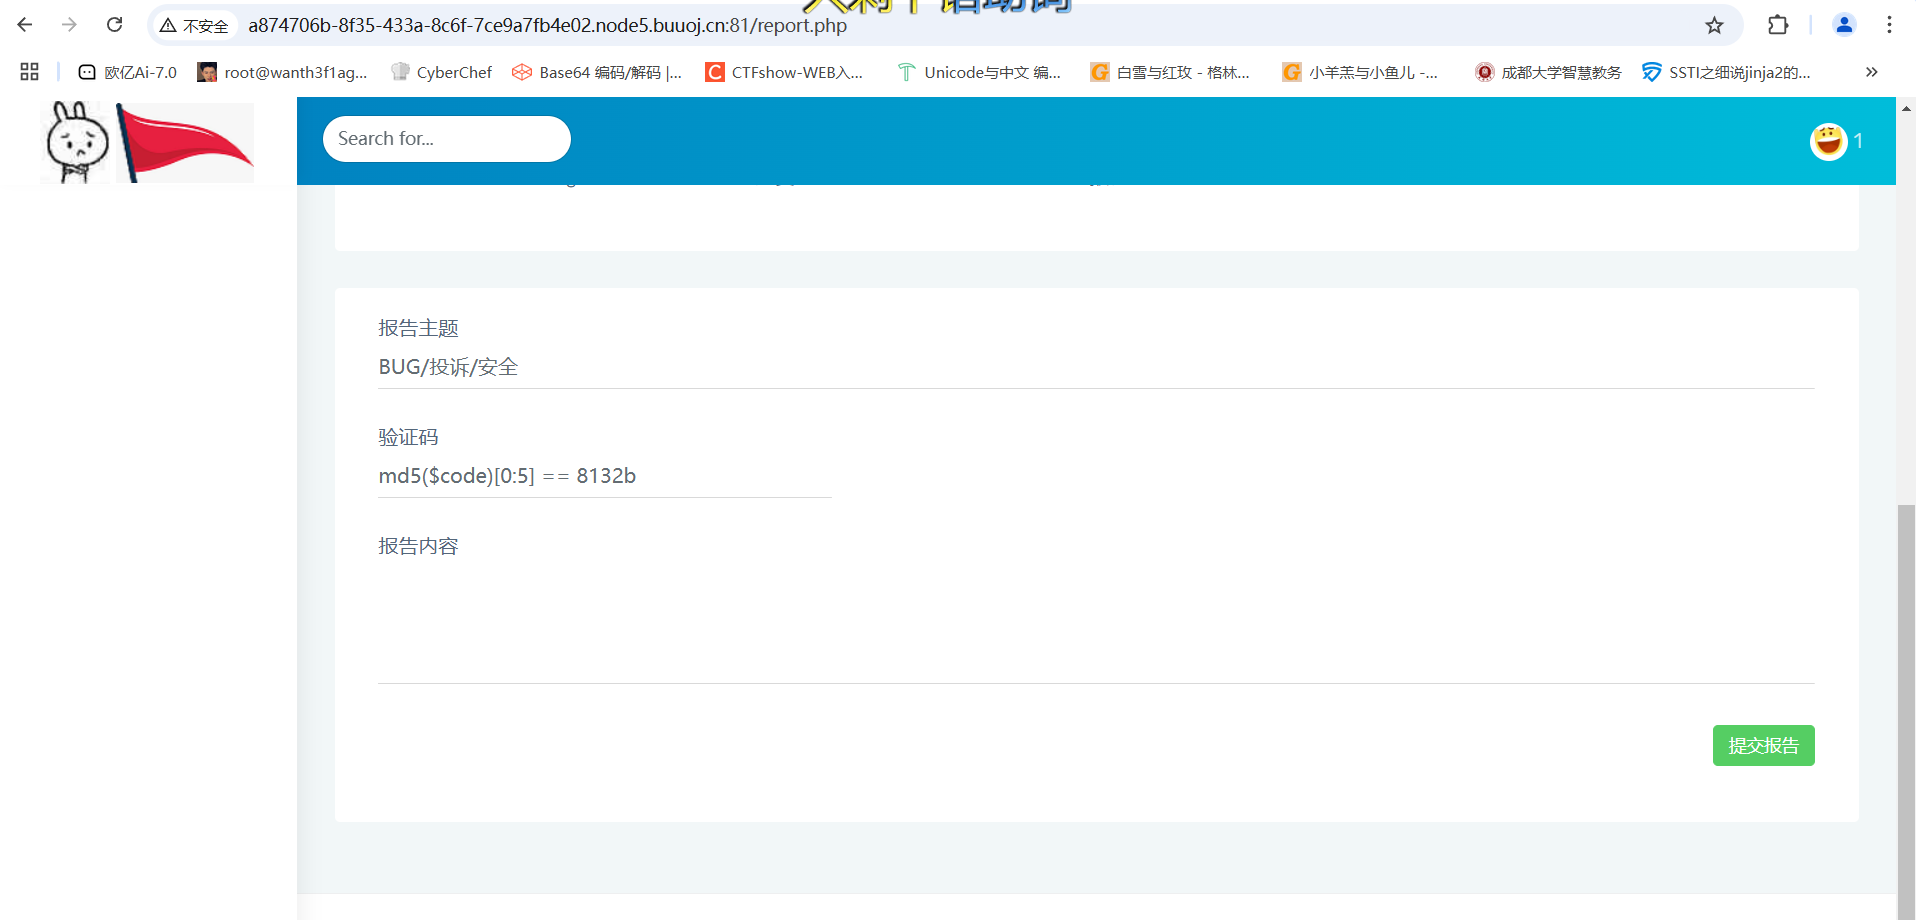 不安全 a874706b-8f35-433a-8c6f-7ce9a7fb4e02.node5.buuoj.cn:81/report.php
欧亿Ai-7.0 root@wanth3f1ag... CyberChef Base64 编码/解码 |... CTFshow-WEB入... Unicode与中文 编... 白雪与红玫 - 格林... 小羊羔与小鱼儿 -... 成都大学智慧教务 SSTI之细说jinja2的...
Search for...
1
报告主题
BUG/投诉/安全
验证码
md5($code)[0:5] == 8132b
报告内容
提交报告